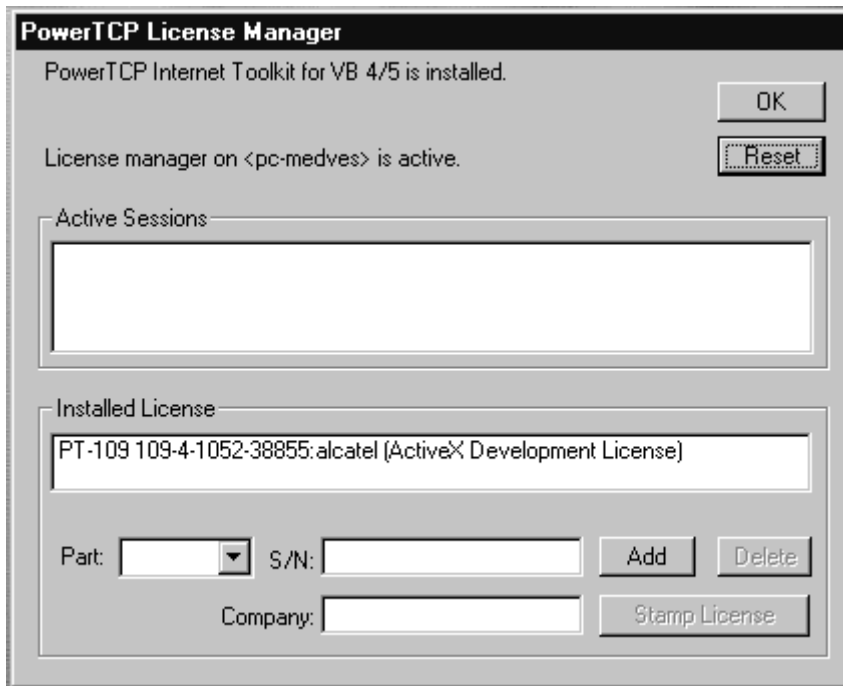 PowerTCP License Manager
PowerTCP Internet Toolkit for VB 4/5 is installed.
OK
License manager on <pc-medves> is active.
Reset
Active Sessions
Installed License
PT-109 109-4-1052-38855:alcatel (ActiveX Development License)
Part: S/N: Add Delete
Company: Stamp License